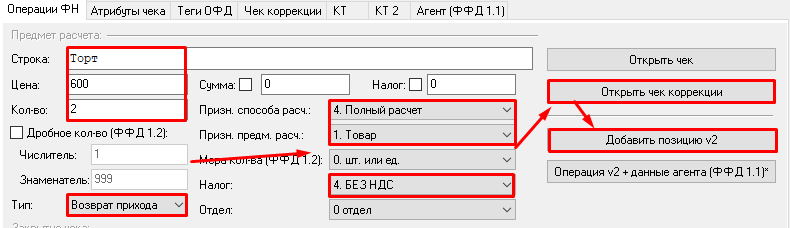 Операции ФН Атрибуты чека Теги ОФД Чек коррекции КТ КТ 2 Агент (ФФД 1.1)
Предмет расчета:
Строка: Торт
Открыть чек
Цена: 600 Сумма: 0 Налог: 0
Открыть чек коррекции
Кол-во: 2 Призн. способа расч.: 4. Полный расчет
Дробное кол-во (ФФД 1.2): Призн. предм. расч.: 1. Товар
Добавить позицию v2
Числитель: 1 Мера кол-ва (ФФД 1.2): 0. шт. или ед.
Знаменатель: 999 Налог: 4. БЕЗ НДС
Операция v2 + данные агента (ФФД 1.1)*
Тип: Возврат прихода Отдел: 0 отдел
Закрытие чека: